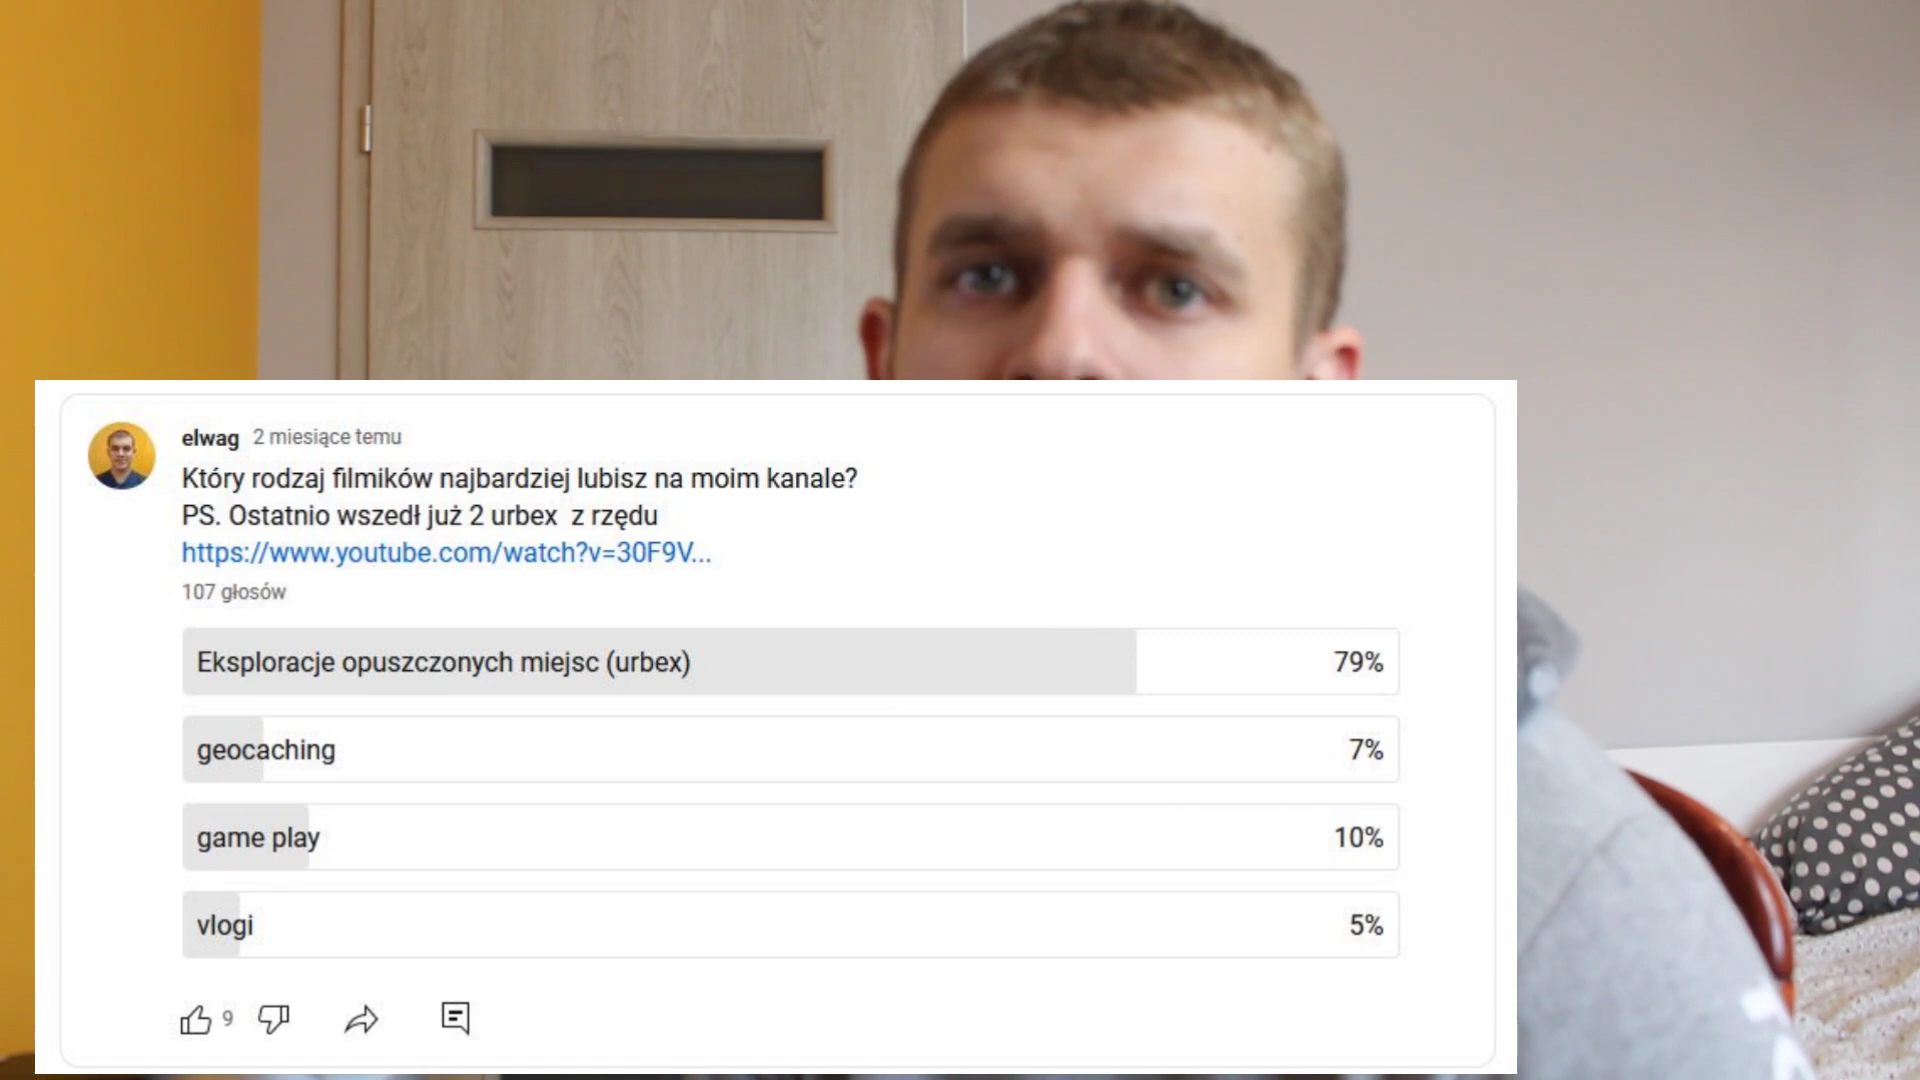 elwag 2 miesiące temu
Który rodzaj filmików najbardziej lubisz na moim kanale?
PS. Ostatnio wszedł już 2 urbex z rzędu
https://www.youtube.com/watch?v=30F9V...
107 głosów
Eksploracje opuszczonych miejsc (urbex) 79%
geocaching 7%
game play 10%
vlogi 5%
9